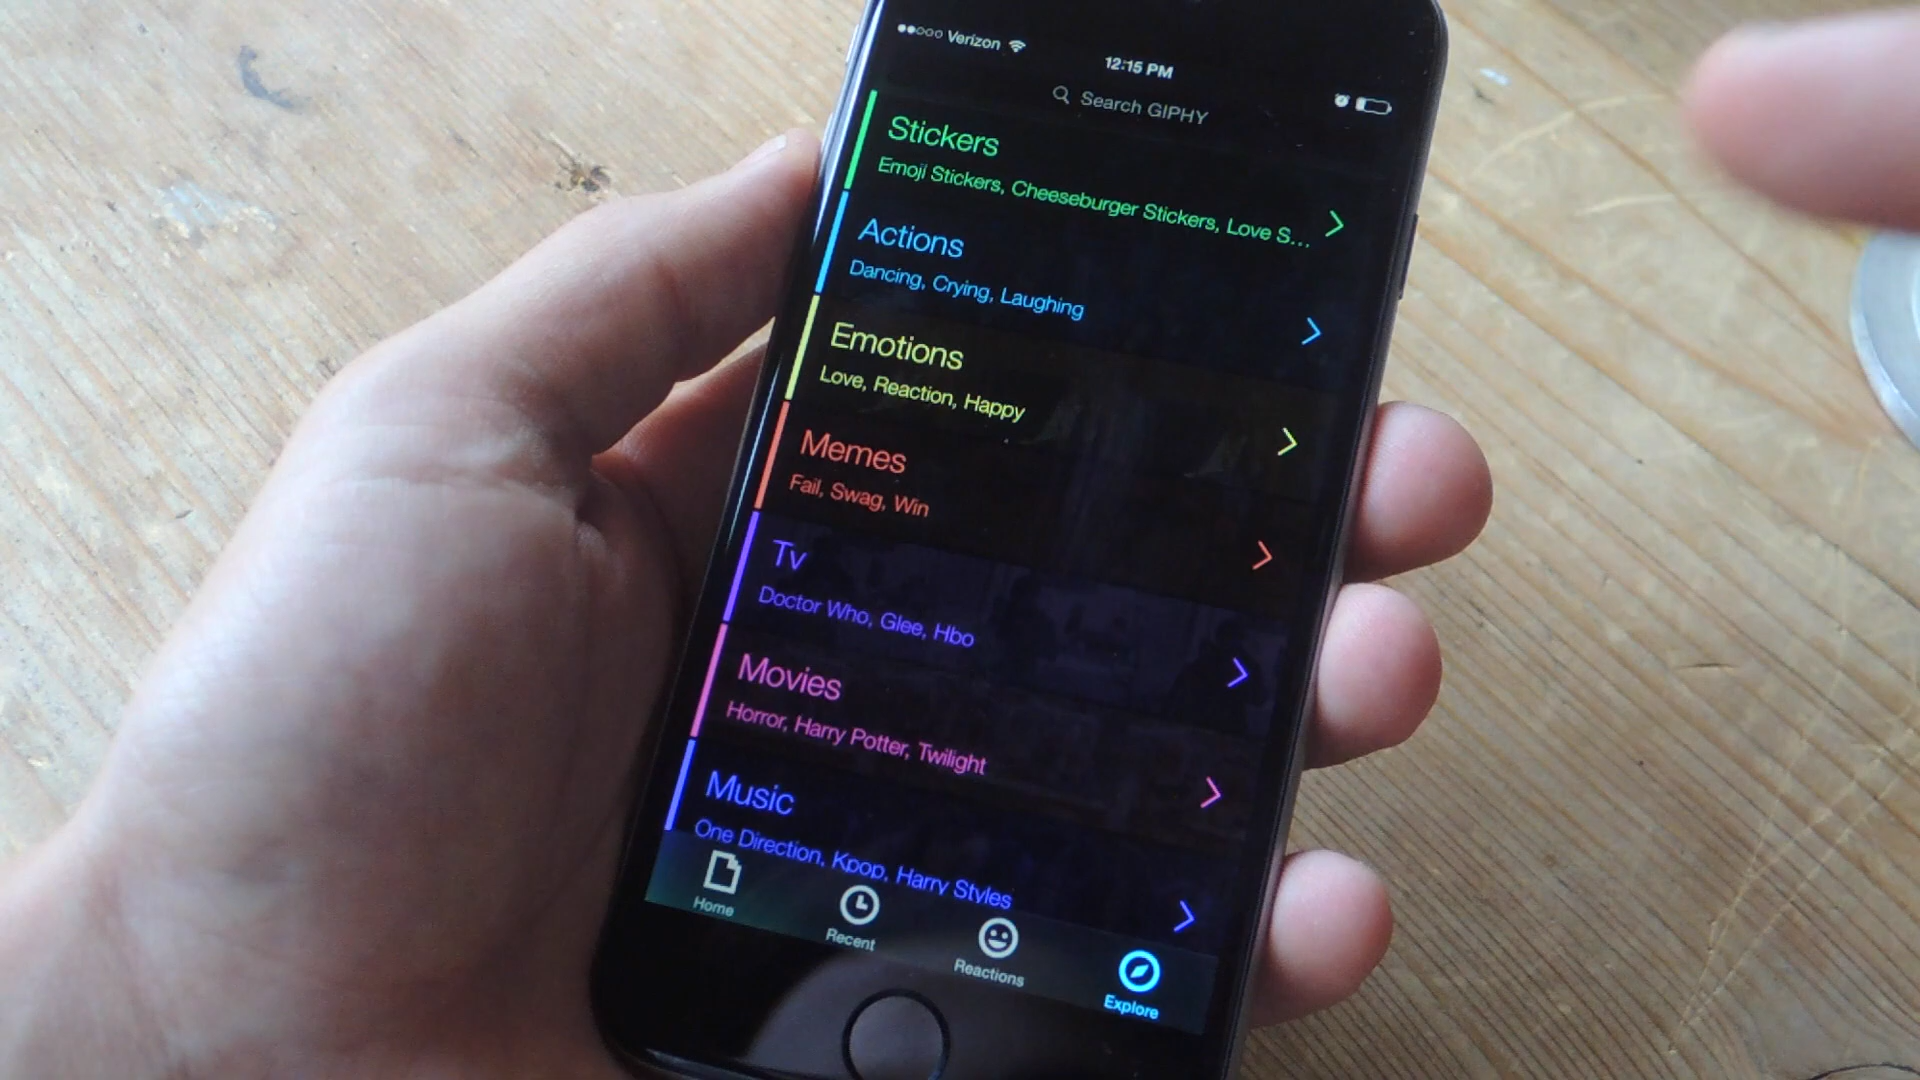 Verizon
12:15 PM
Search GIPHY
Stickers
Emoji Stickers, Cheeseburger Stickers, Love S...
Actions
Dancing, Crying, Laughing
Emotions
Love, Reaction, Happy
Memes
Fail, Swag, Win
Tv
Doctor Who, Glee, Hbo
Movies
Horror, Harry Potter, Twilight
Music
One Direction, Kpop, Harry Styles
Home
Recent
Reactions
Explore